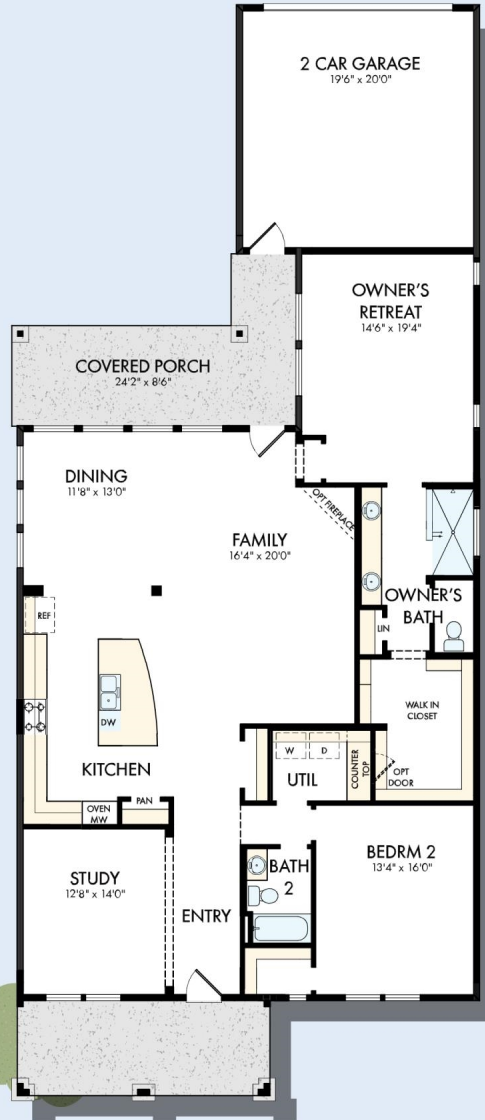 2 CAR GARAGE
19'6" x 20'0"
OWNER'S
RETREAT
14'6" x 19'4"
COVERED PORCH
24'2" x 8'6"
DINING
11'8" x 13'0"
OPT FIREPLACE
FAMILY
16'4" x 20'0"
OWNER'S
BATH
REF
LIN
WALK IN
CLOSET
DW
W
D
COUNTER
TOP
OPT
DOOR
UTIL
KITCHEN
PAN
OVEN
MW
STUDY
12'8" x 14'0"
ENTRY
BATH
2
BEDRM 2
13'4" x 16'0"